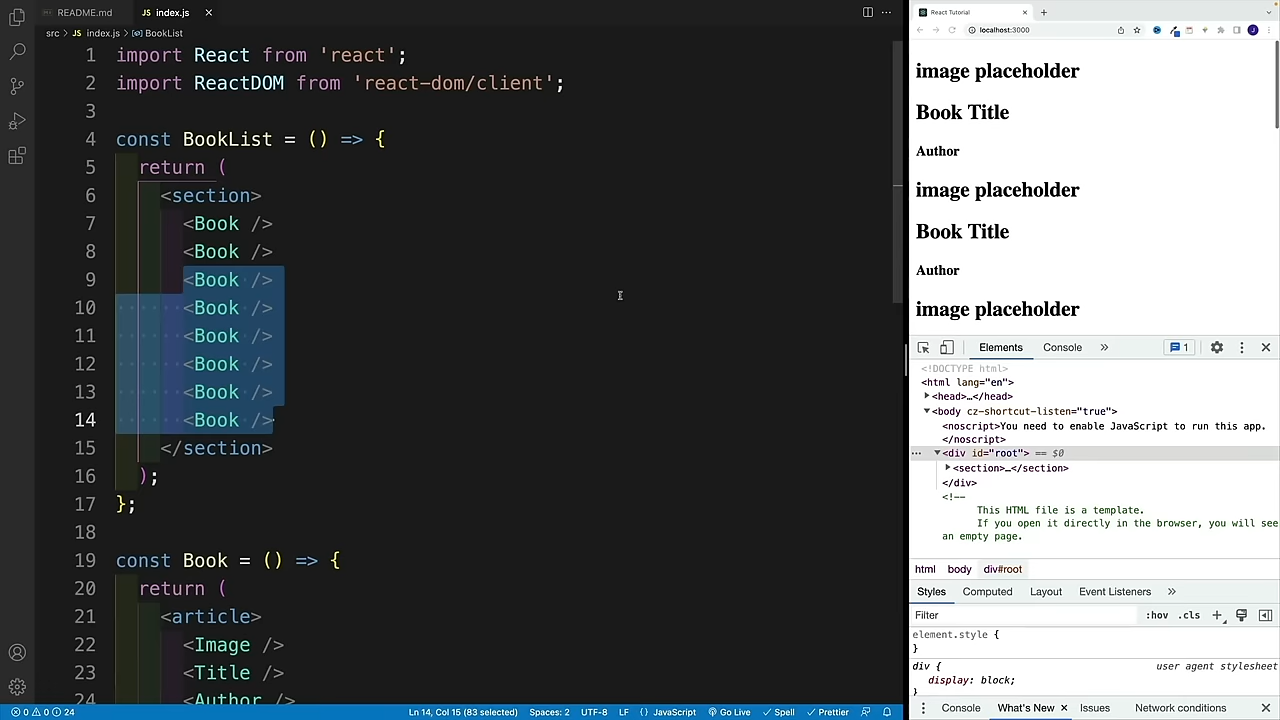 README.md
index.js
src > index.js > BookList
1 import React from 'react';
2 import ReactDOM from 'react-dom/client';
3
4 const BookList = () => {
5 return (
6 <section>
7 <Book />
8 <Book />
9 <Book />
10 <Book />
11 <Book />
12 <Book />
13 <Book />
14 <Book />
15 </section>
16 );
17 };
18
19 const Book = () => {
20 return (
21 <article>
22 <Image />
23 <Title />
24 <Author />
0 0 24
Ln 14, Col 15 (83 selected) Spaces: 2 UTF-8 LF {} JavaScript Go Live Spell Prettier
React Tutorial
localhost:3000
image placeholder
Book Title
Author
image placeholder
Book Title
Author
image placeholder
Elements Console 1
<!DOCTYPE html>
<html lang="en">
<head>…</head>
<body cz-shortcut-listen="true">
<noscript>You need to enable JavaScript to run this app.
</noscript>
<div id="root"> == $0
<section>…</section>
</div>
<!--
This HTML file is a template.
If you open it directly in the browser, you will see
an empty page.
html body div#root
Styles Computed Layout Event Listeners
Filter :hov .cls
element.style {
}
div { user agent stylesheet
display: block;
}
Console What's New Issues Network conditions